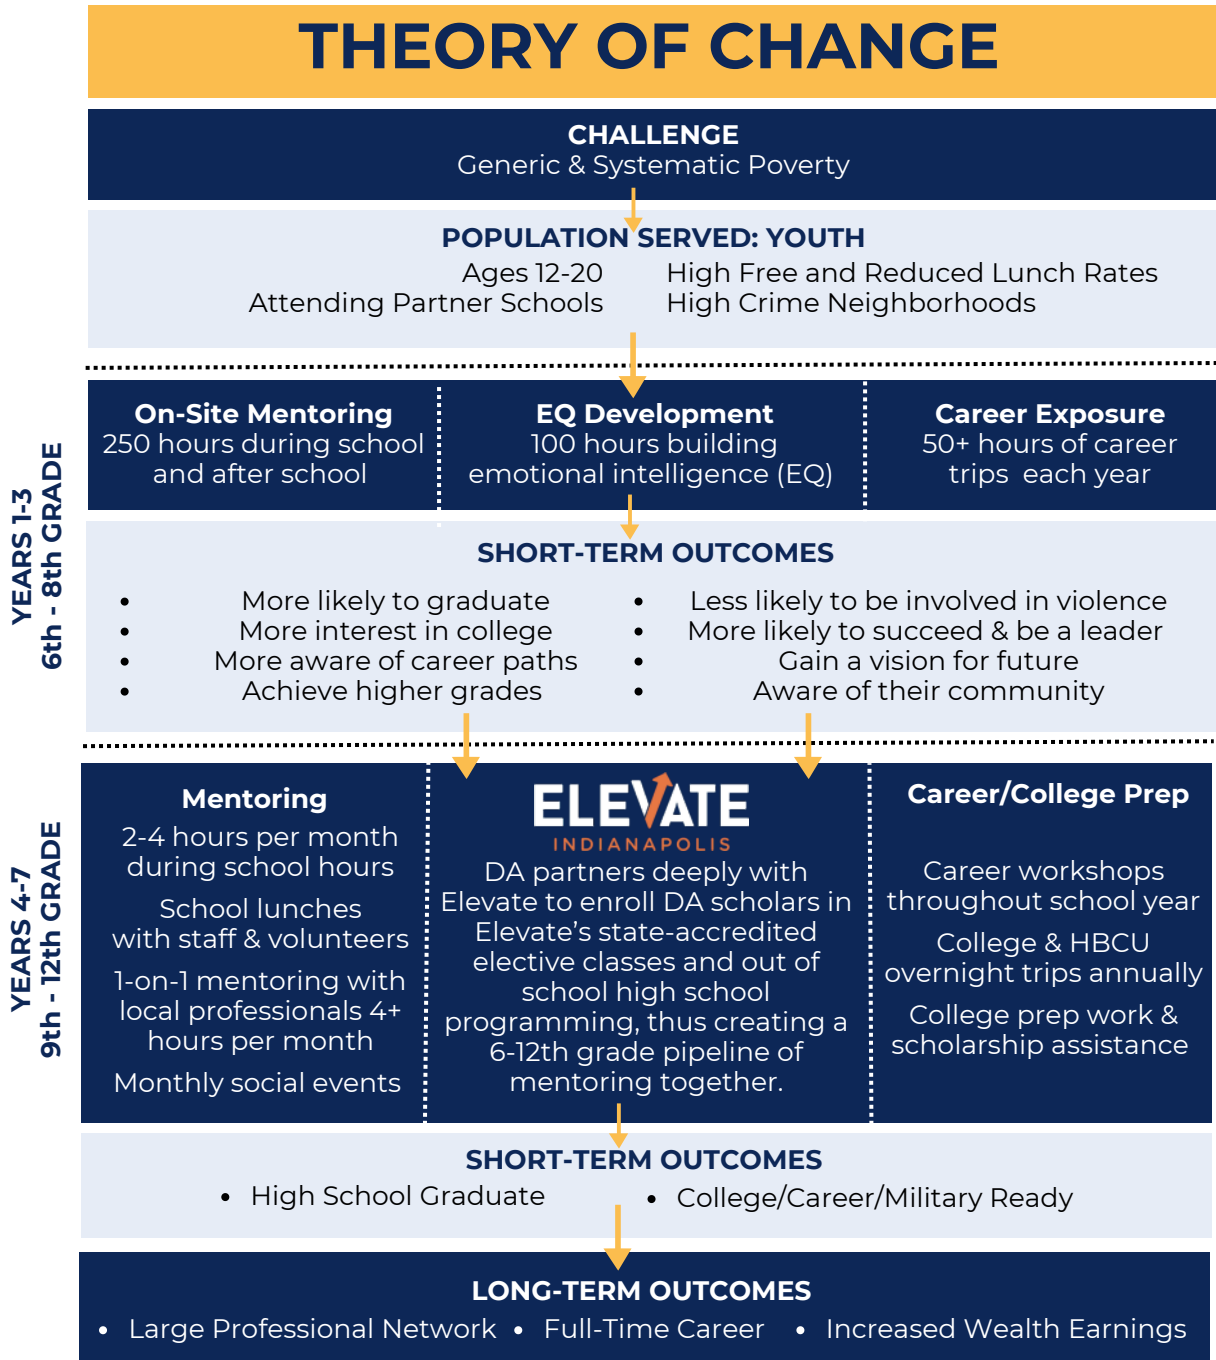 THEORY OF CHANGE
CHALLENGE
Generic & Systematic Poverty
POPULATION SERVED: YOUTH
Ages 12-20
Attending Partner Schools
High Free and Reduced Lunch Rates
High Crime Neighborhoods
YEARS 1-3
6th - 8th GRADE
On-Site Mentoring
250 hours during school
and after school
EQ Development
100 hours building
emotional intelligence (EQ)
Career Exposure
50+ hours of career
trips each year
SHORT-TERM OUTCOMES
• More likely to graduate
• More interest in college
• More aware of career paths
• Achieve higher grades
• Less likely to be involved in violence
• More likely to succeed & be a leader
• Gain a vision for future
• Aware of their community
YEARS 4-7
9th - 12th GRADE
Mentoring
2-4 hours per month
during school hours
School lunches
with staff & volunteers
1-on-1 mentoring with
local professionals 4+
hours per month
Monthly social events
ELEVATE
INDIANAPOLIS
DA partners deeply with
Elevate to enroll DA scholars in
Elevate's state-accredited
elective classes and out of
school high school
programming, thus creating a
6-12th grade pipeline of
mentoring together.
Career/College Prep
Career workshops
throughout school year
College & HBCU
overnight trips annually
College prep work &
scholarship assistance
SHORT-TERM OUTCOMES
• High School Graduate
• College/Career/Military Ready
LONG-TERM OUTCOMES
• Large Professional Network • Full-Time Career • Increased Wealth Earnings